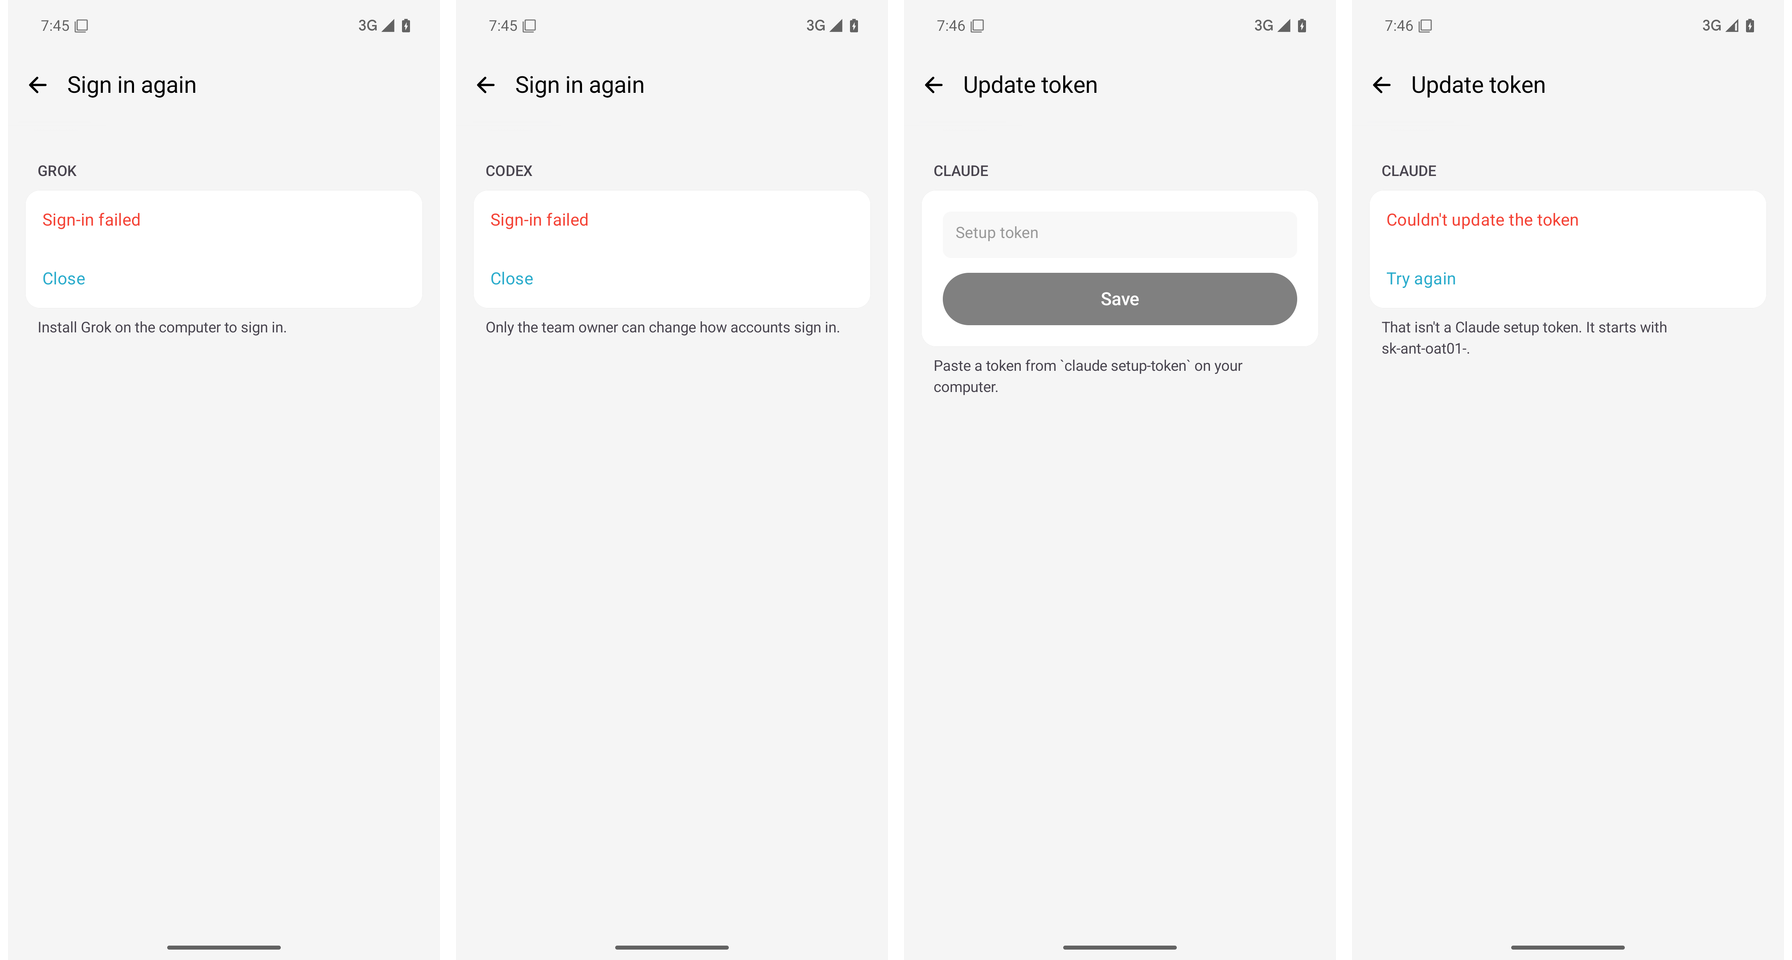 7:45
3G
Sign in again
GROK
Sign-in failed
Close
Install Grok on the computer to sign in.
7:45
3G
Sign in again
CODEX
Sign-in failed
Close
Only the team owner can change how accounts sign in.
7:46
3G
Update token
CLAUDE
Setup token
Save
Paste a token from `claude setup-token` on your
computer.
7:46
3G
Update token
CLAUDE
Couldn't update the token
Try again
That isn't a Claude setup token. It starts with
sk-ant-oat01-.